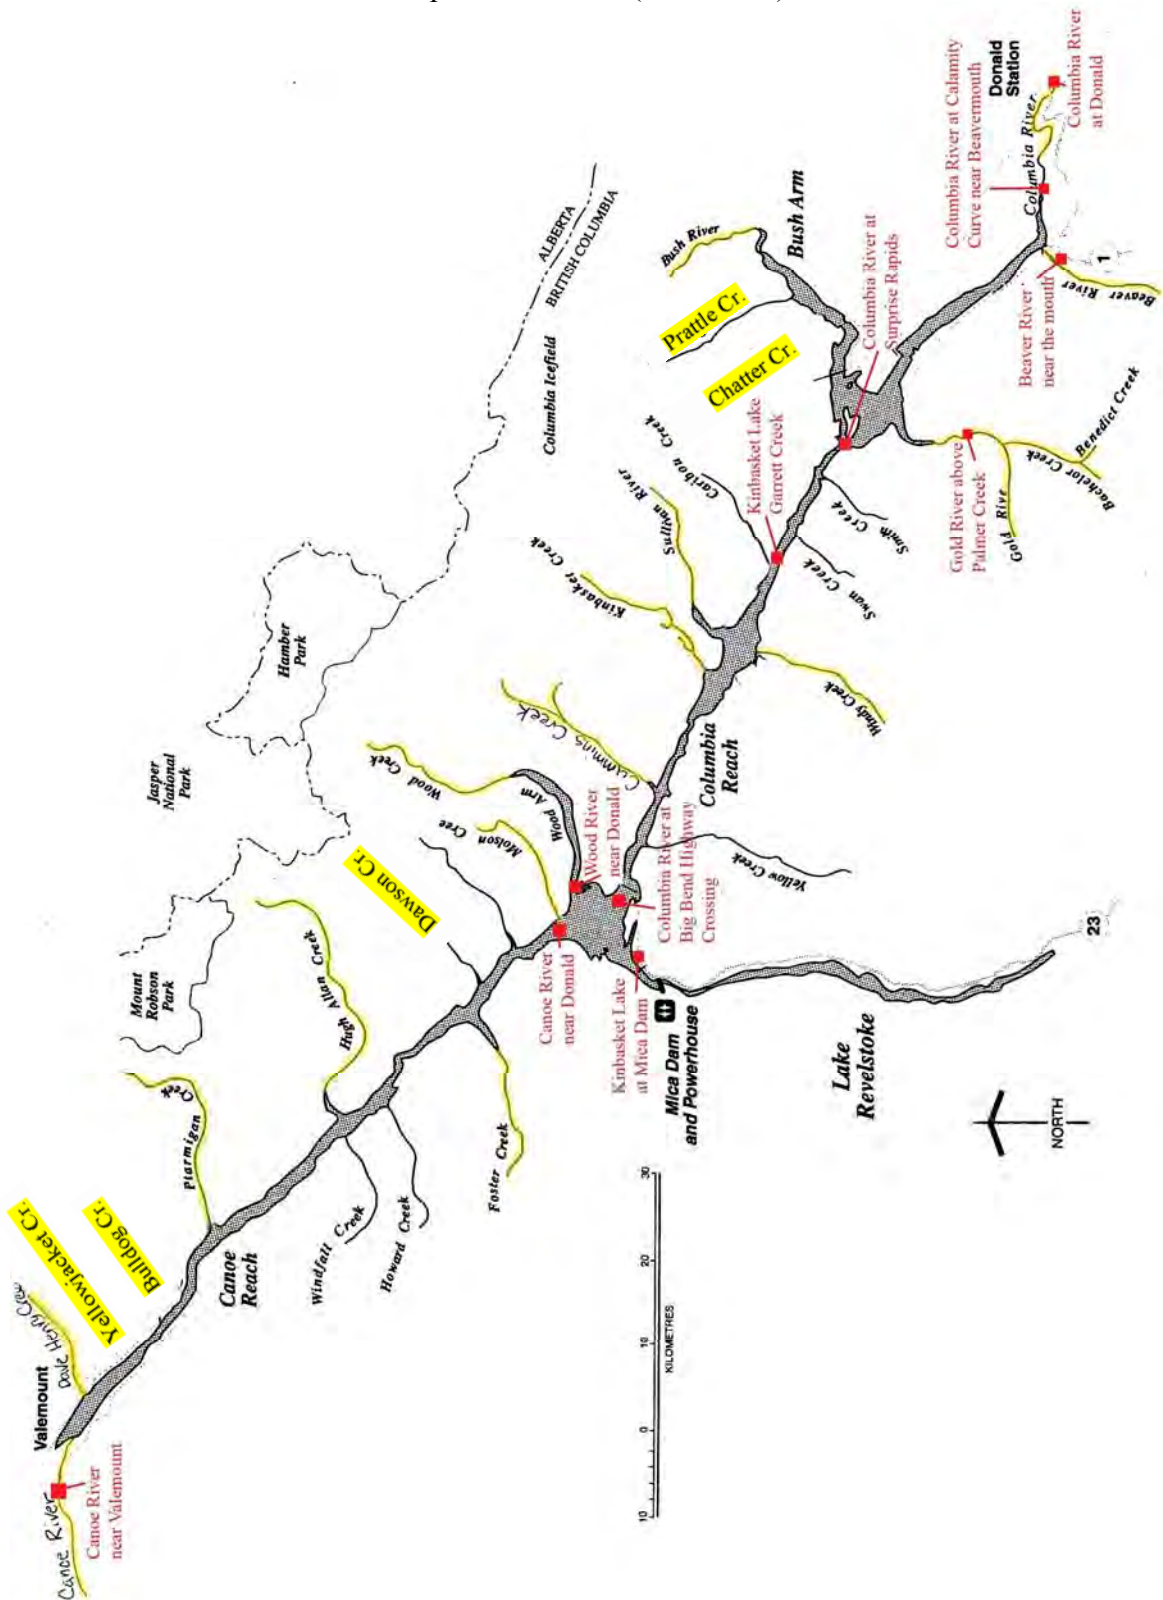 Columbia River
at Donald
Donald
Station
Columbia River
Columbia River at Calamity
Curve near Beavermouth
1
Beaver River
Beaver River
near the mouth
ALBERTA
BRITISH COLUMBIA
Bush River
Bush Arm
Prattle Cr.
Chatter Cr.
Columbia River at
Surprise Rapids
Columbia Icefield
Benedict Creek
Bachelor Creek
Gold Rive
Gold River above
Palmer Creek
Caribou Creek
Kinbasket Lake
Garrett Creek
Smith Creek
Swan Creek
Sullivan River
Kinbasket Creek
Windy Creek
Hamber
Park
Cummins Creek
Columbia
Reach
Jasper
National
Park
Wood Creek
Wood Arm
Molson Cree
Wood River
near Donald
Columbia River at
Big Bend Highway
Crossing
Yellow Creek
Dawson Cr.
23
Canoe River
near Donald
Kinbasket Lake
at Mica Dam
Mica Dam
and Powerhouse
Lake
Revelstoke
Mount
Robson
Park
Hugh Allan Creek
Foster Creek
Howard Creek
Windfall Creek
Ptarmigan Creek
NORTH
Canoe
Reach
Bulldog Cr.
Yellowjacket Cr.
Dave Henry Cree
Valemount
Canoe River
Canoe River
near Valemount
10 0 10 20 30
KILOMETRES